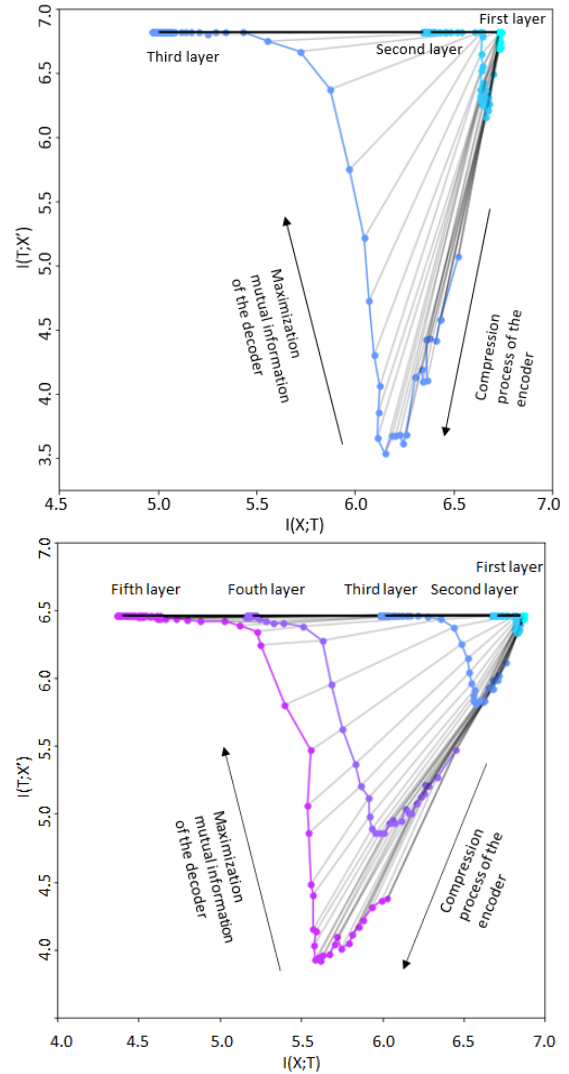 7.0
6.5
6.0
5.5
5.0
4.5
4.0
3.5
I(T;X')
First layer
Second layer
Third layer
Maximization
mutual information
of the decoder
Compression
process of the
encoder
4.5
5.0
5.5
6.0
6.5
7.0
I(X;T)
7.0
6.5
6.0
5.5
5.0
4.5
4.0
I(T;X')
First layer
Fifth layer
Fouth layer
Third layer
Second layer
Maximization
mutual information
of the decoder
Compression
process of the
encoder
4.0
4.5
5.0
5.5
6.0
6.5
7.0
I(X;T)